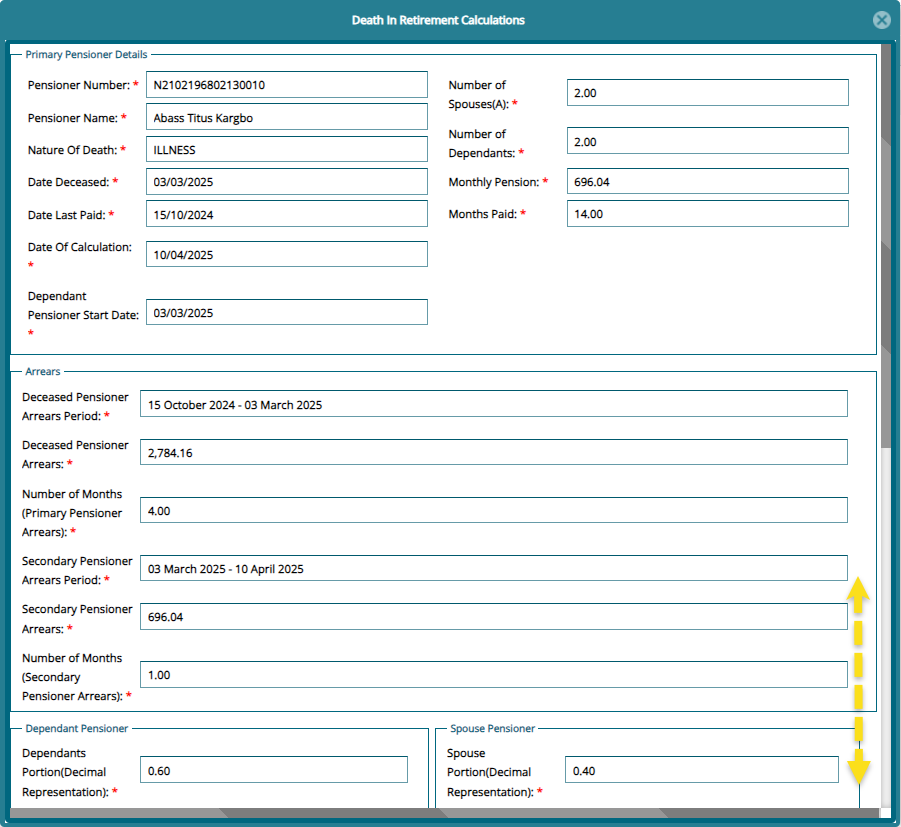 Death In Retirement Calculations
Primary Pensioner Details
Pensioner Number: * N2102196802130010
Pensioner Name: * Abass Titus Kargbo
Nature Of Death: * ILLNESS
Date Deceased: * 03/03/2025
Date Last Paid: * 15/10/2024
Date Of Calculation:
* 10/04/2025
Dependant
Pensioner Start Date: 03/03/2025
*
Number of
Spouses(A): * 2.00
Number of
Dependants: * 2.00
Monthly Pension: * 696.04
Months Paid: * 14.00
Arrears
Deceased Pensioner
Arrears Period: * 15 October 2024 - 03 March 2025
Deceased Pensioner
Arrears: * 2,784.16
Number of Months
(Primary Pensioner 4.00
Arrears): *
Secondary Pensioner
Arrears Period: * 03 March 2025 - 10 April 2025
Secondary Pensioner
Arrears: * 696.04
Number of Months
(Secondary 1.00
Pensioner Arrears): *
Dependant Pensioner
Dependants
Portion(Decimal 0.60
Representation): *
Spouse Pensioner
Spouse
Portion(Decimal 0.40
Representation): *